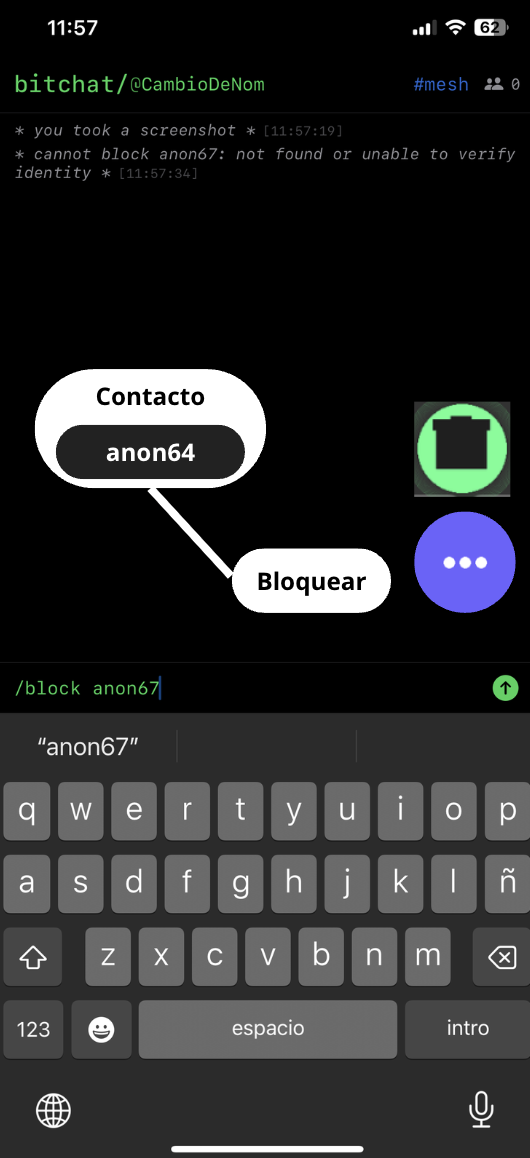 11:57
62
bitchat/@CambioDeNom #mesh 0
* you took a screenshot * [11:57:19]
* cannot block anon67: not found or unable to verify
identity * [11:57:34]
Contacto
anon64
Bloquear
/block anon67
“anon67”
q w e r t y u i o p
a s d f g h j k l ñ
z x c v b n m
123 espacio intro